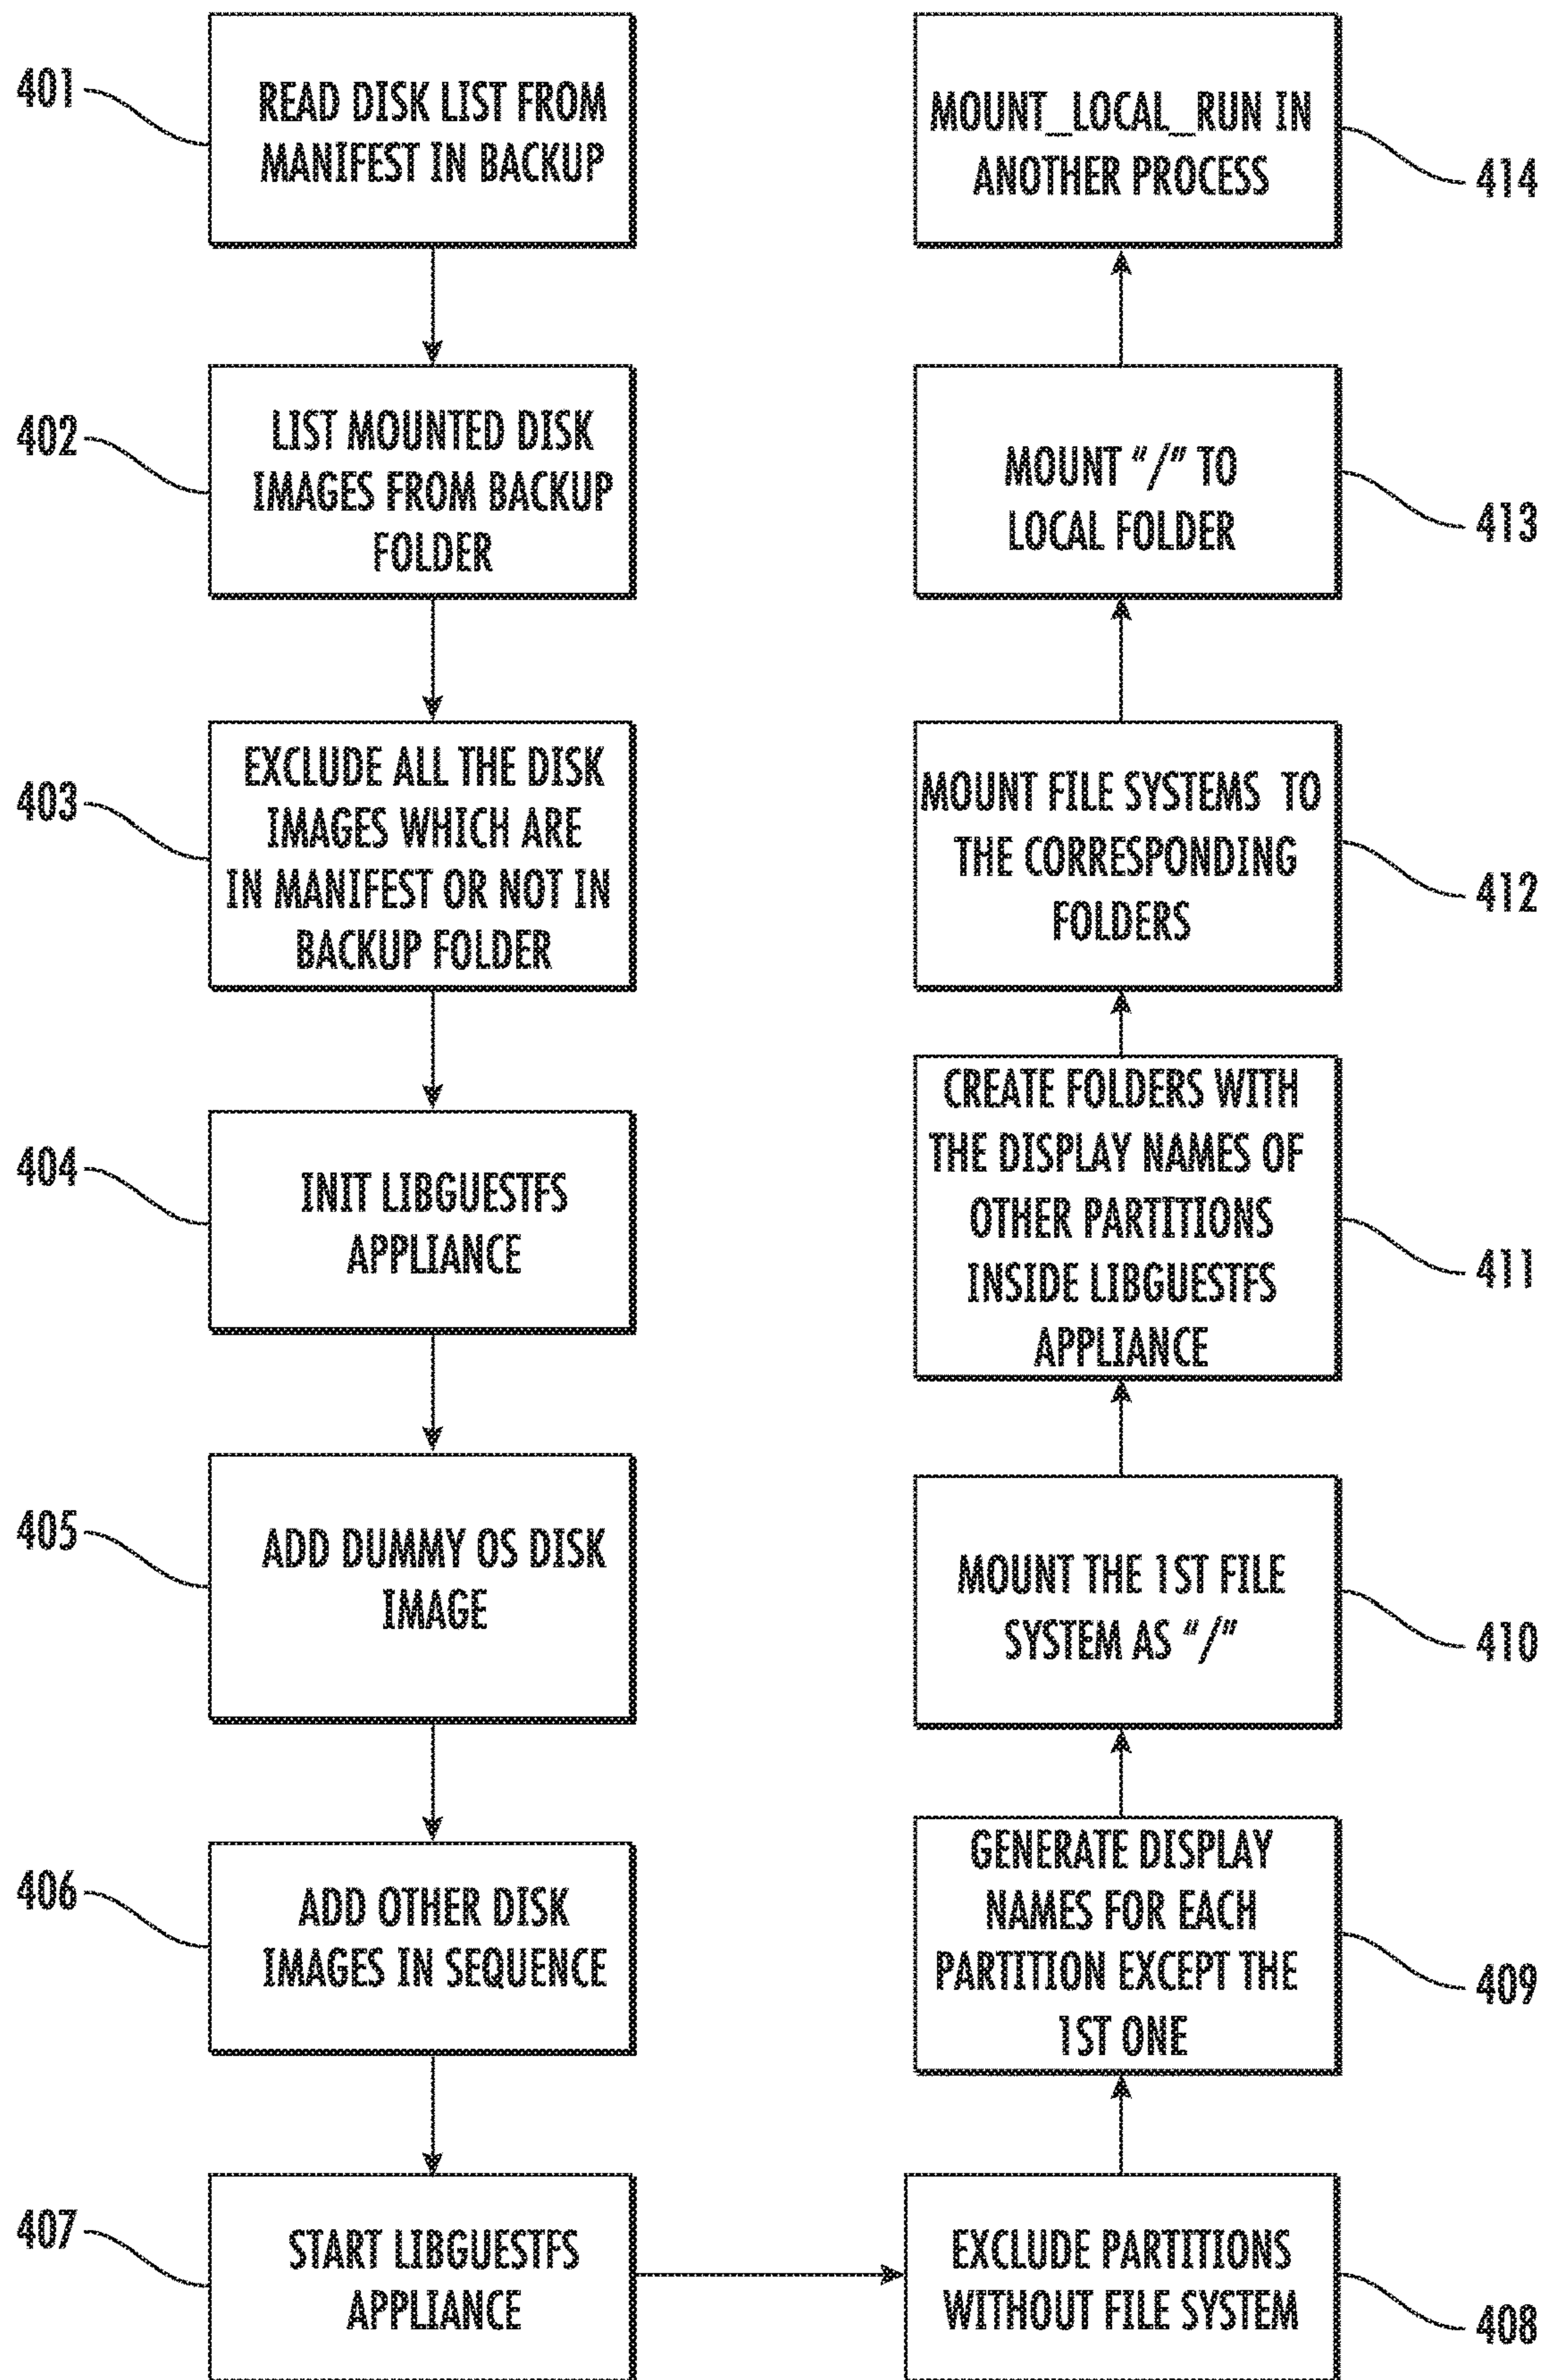 401
READ DISK LIST FROM
MANIFEST IN BACKUP
402
LIST MOUNTED DISK
IMAGES FROM BACKUP
FOLDER
403
EXCLUDE ALL THE DISK
IMAGES WHICH ARE
IN MANIFEST OR NOT IN
BACKUP FOLDER
404
INIT LIBGUESTFS
APPLIANCE
405
ADD DUMMY OS DISK
IMAGE
406
ADD OTHER DISK
IMAGES IN SEQUENCE
407
START LIBGUESTFS
APPLIANCE
EXCLUDE PARTITIONS
WITHOUT FILE SYSTEM
408
GENERATE DISPLAY
NAMES FOR EACH
PARTITION EXCEPT THE
1ST ONE
409
MOUNT THE 1ST FILE
SYSTEM AS "/"
410
CREATE FOLDERS WITH
THE DISPLAY NAMES OF
OTHER PARTITIONS
INSIDE LIBGUESTFS
APPLIANCE
411
MOUNT FILE SYSTEMS TO
THE CORRESPONDING
FOLDERS
412
MOUNT "/" TO
LOCAL FOLDER
413
MOUNT_LOCAL_RUN IN
ANOTHER PROCESS
414